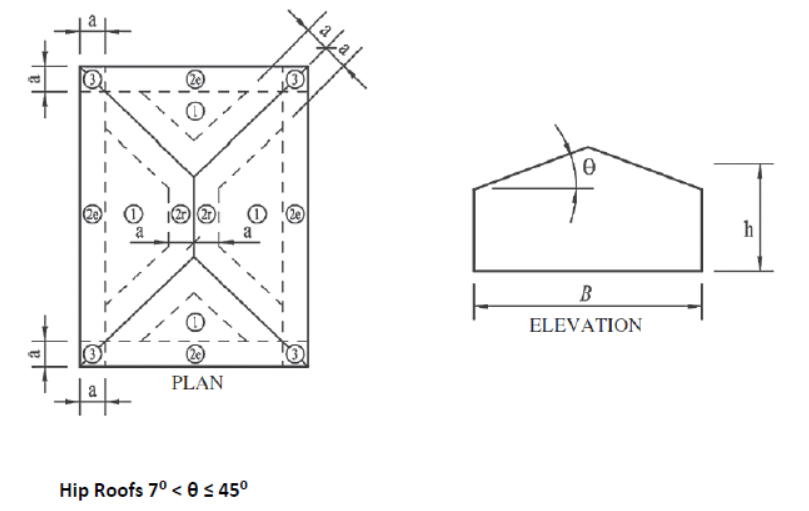 a
a
a
a
3
2e
3
1
2e
1
2r
2r
1
2e
a
a
1
a
3
2e
3
PLAN
a
θ
h
B
ELEVATION
Hip Roofs 7⁰ < θ ≤ 45⁰